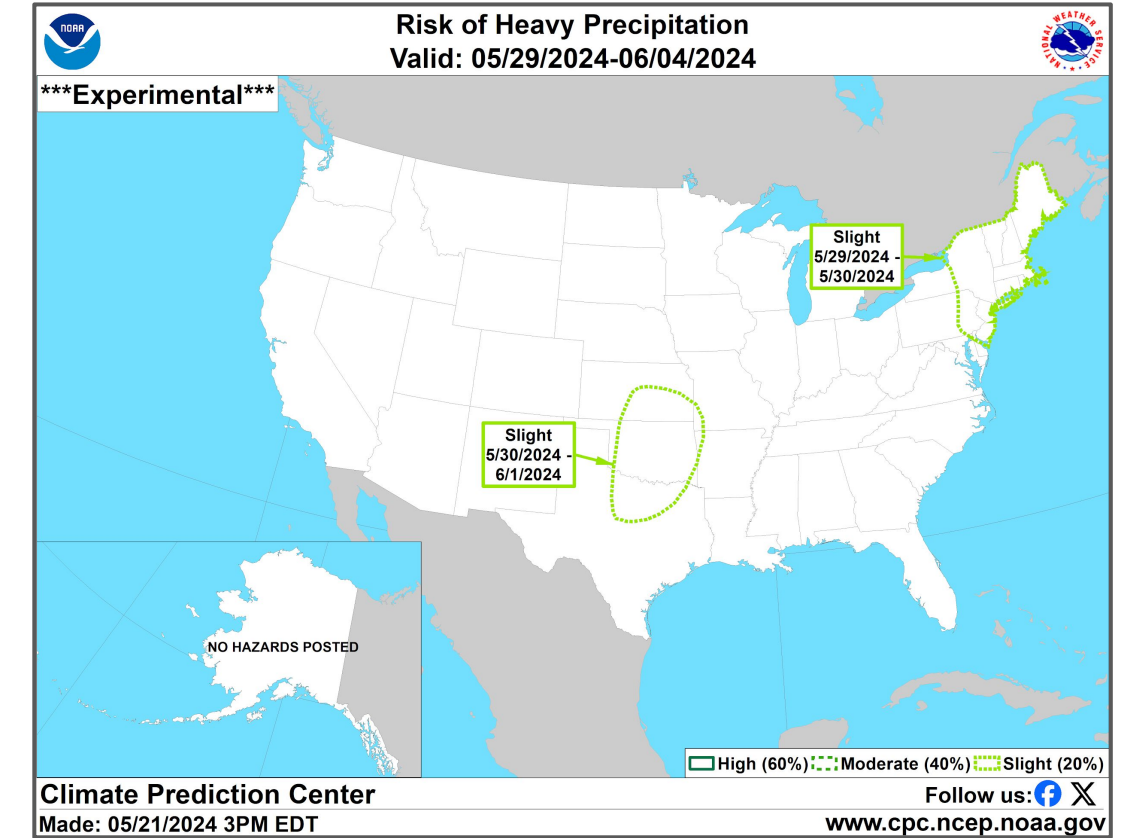 NOAA
Risk of Heavy Precipitation
Valid: 05/29/2024-06/04/2024
NATIONAL WEATHER SERVICE
***Experimental***
Slight
5/29/2024 -
5/30/2024
Slight
5/30/2024 -
6/1/2024
NO HAZARDS POSTED
High (60%) Moderate (40%) Slight (20%)
Climate Prediction Center
Follow us:
Made: 05/21/2024 3PM EDT
www.cpc.ncep.noaa.gov